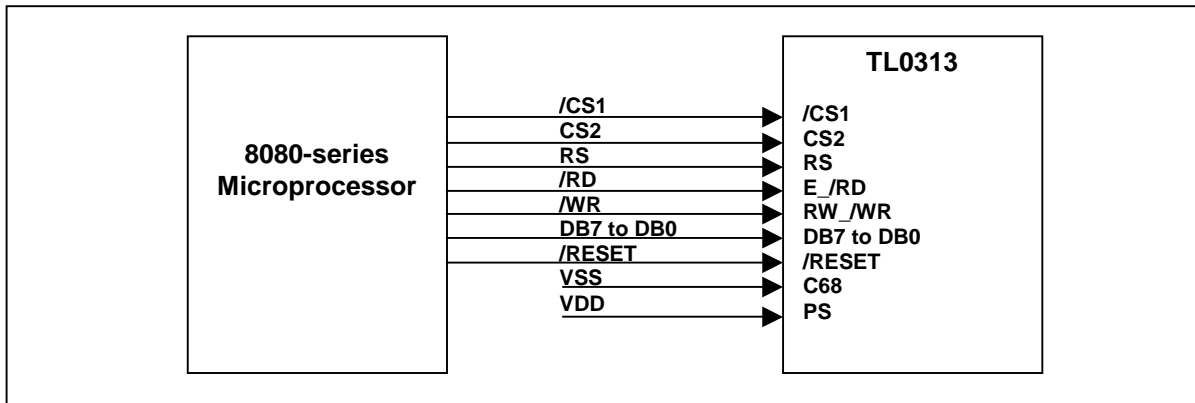 8080-series
Microprocessor
/CS1
CS2
RS
/RD
/WR
DB7 to DB0
/RESET
VSS
VDD
TL0313
/CS1
CS2
RS
E_/RD
RW_/WR
DB7 to DB0
/RESET
C68
PS